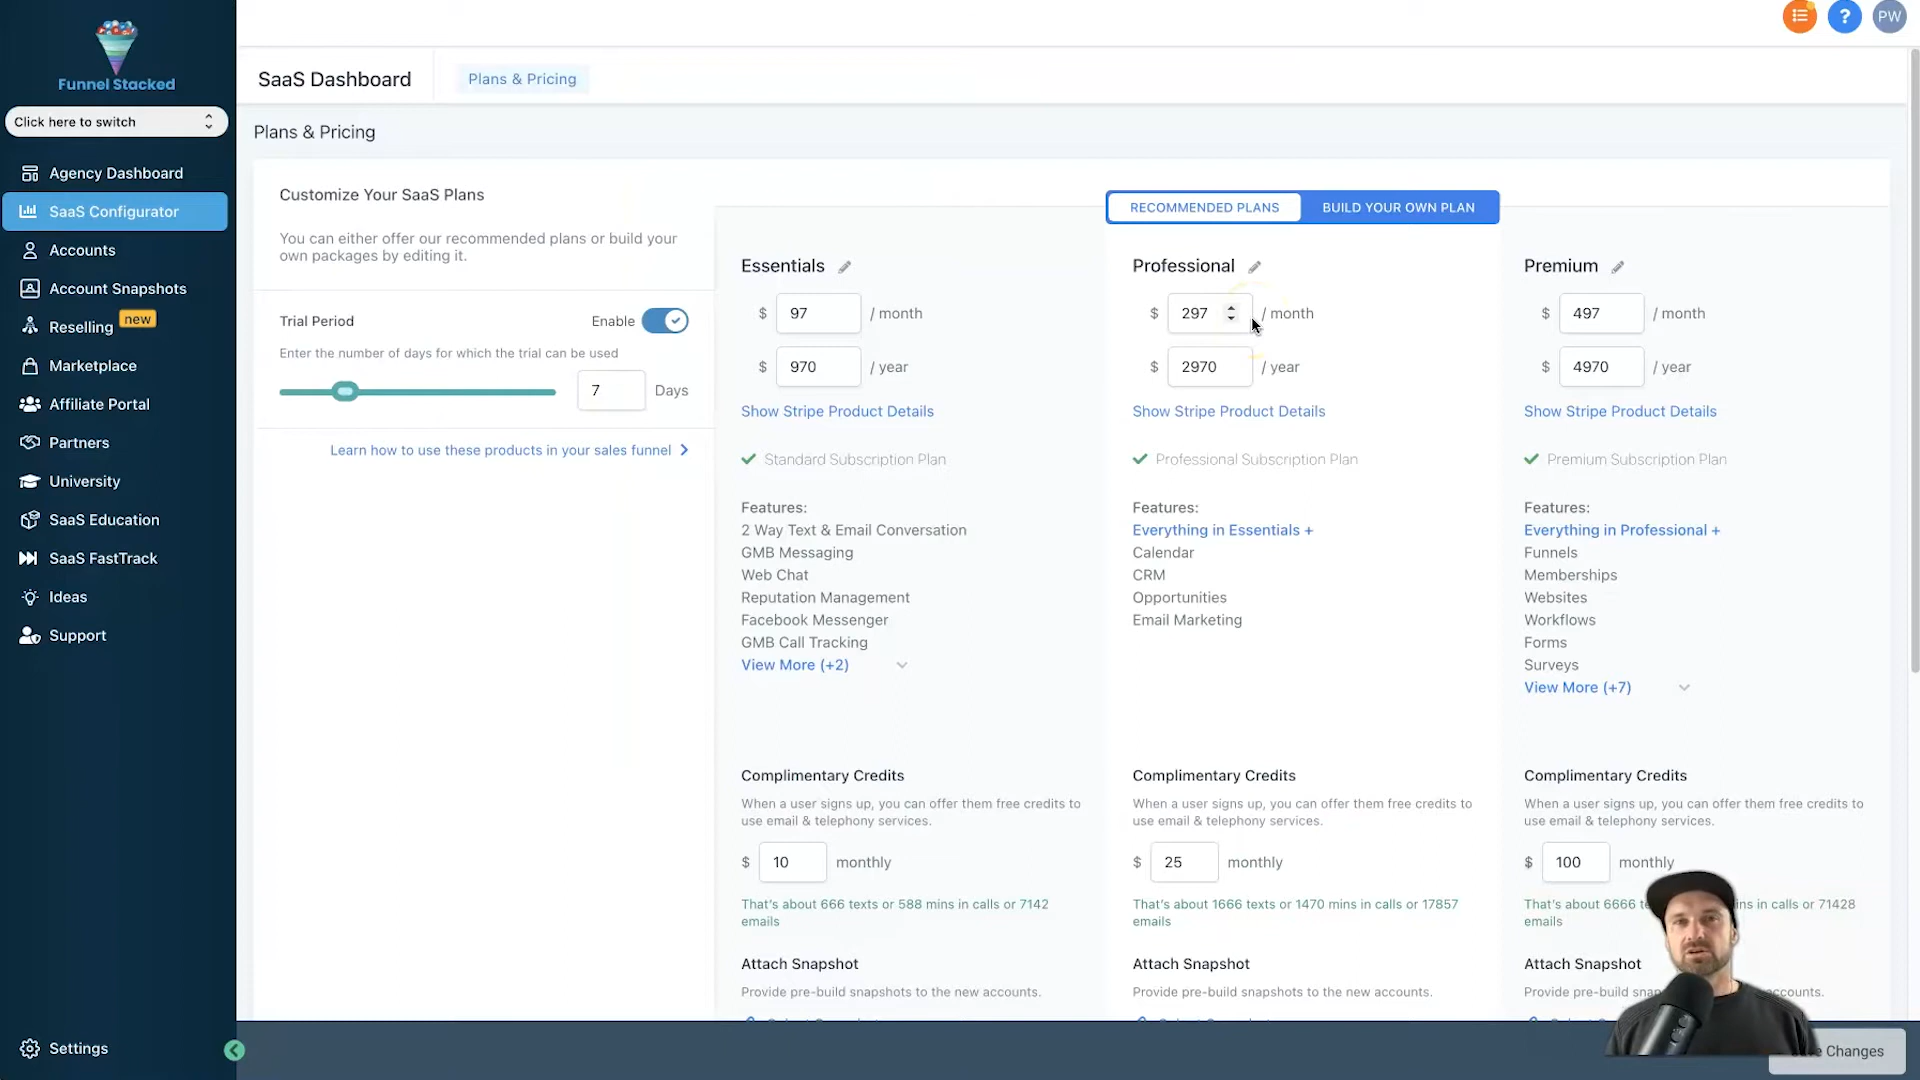 PW
Funnel Stacked
Click here to switch
Agency Dashboard
SaaS Configurator
Accounts
Account Snapshots
Reselling
new
Marketplace
Affiliate Portal
Partners
University
SaaS Education
SaaS FastTrack
Ideas
Support
Settings
SaaS Dashboard
Plans & Pricing
Plans & Pricing
Customize Your SaaS Plans
You can either offer our recommended plans or build your
own packages by editing it.
Trial Period
Enable
Enter the number of days for which the trial can be used
7 Days
Learn how to use these products in your sales funnel
RECOMMENDED PLANS
BUILD YOUR OWN PLAN
Essentials
$ 97 / month
$ 970 / year
Show Stripe Product Details
Standard Subscription Plan
Features:
2 Way Text & Email Conversation
GMB Messaging
Web Chat
Reputation Management
Facebook Messenger
GMB Call Tracking
View More (+2)
Complimentary Credits
When a user signs up, you can offer them free credits to
use email & telephony services.
$ 10 monthly
That's about 666 texts or 588 mins in calls or 7142
emails
Attach Snapshot
Provide pre-build snapshots to the new accounts.
Professional
$ 297 / month
$ 2970 / year
Show Stripe Product Details
Professional Subscription Plan
Features:
Everything in Essentials +
Calendar
CRM
Opportunities
Email Marketing
Complimentary Credits
When a user signs up, you can offer them free credits to
use email & telephony services.
$ 25 monthly
That's about 1666 texts or 1470 mins in calls or 17857
emails
Attach Snapshot
Provide pre-build snapshots to the new accounts.
Premium
$ 497 / month
$ 4970 / year
Show Stripe Product Details
Premium Subscription Plan
Features:
Everything in Professional +
Funnels
Memberships
Websites
Workflows
Forms
Surveys
View More (+7)
Complimentary Credits
When a user signs up, you can offer them free credits to
use email & telephony services.
$ 100 monthly
That's about 6666 in calls or 71428
emails
Attach Snapshot
Provide pre-build
Changes